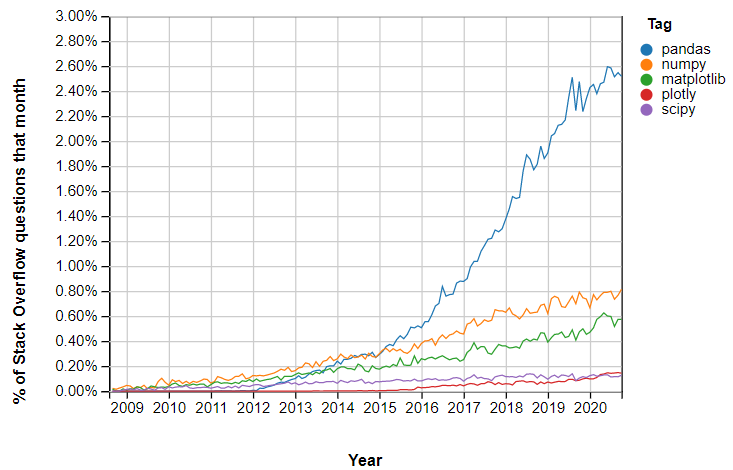 3.00%
2.80%
2.60%
2.40%
2.20%
2.00%
1.80%
1.60%
1.40%
1.20%
1.00%
0.80%
0.60%
0.40%
0.20%
0.00%
% of Stack Overflow questions that month
2009 2010 2011 2012 2013 2014 2015 2016 2017 2018 2019 2020
Year
Tag
pandas
numpy
matplotlib
plotly
scipy